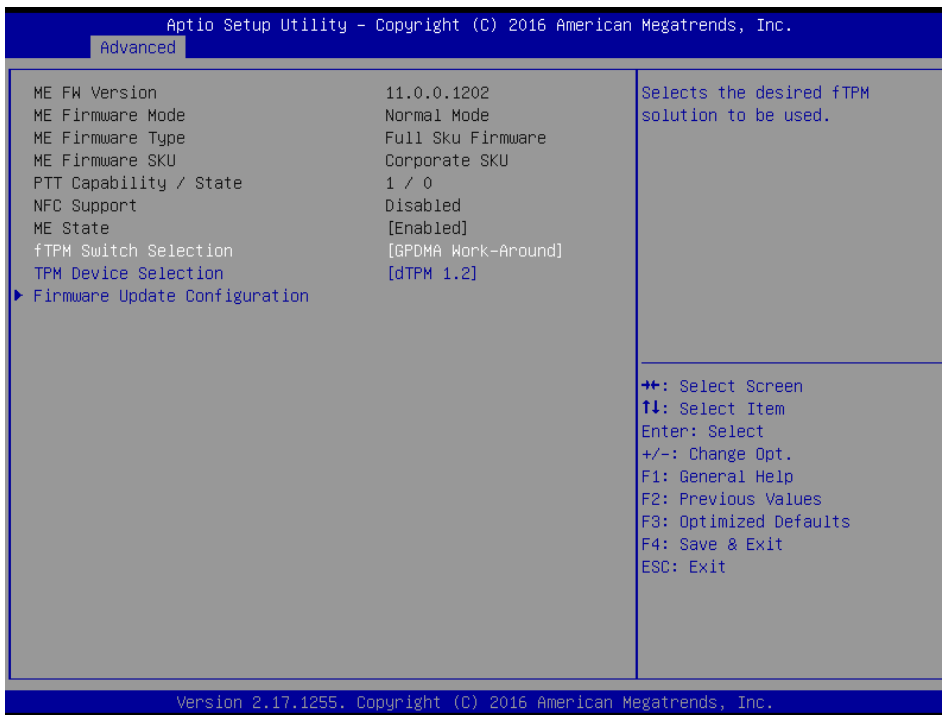 Aptio Setup Utility – Copyright (C) 2016 American Megatrends, Inc.
Advanced
ME FW Version 11.0.0.1202
ME Firmware Mode Normal Mode
ME Firmware Type Full Sku Firmware
ME Firmware SKU Corporate SKU
PTT Capability / State 1 / 0
NFC Support Disabled
ME State [Enabled]
fTPM Switch Selection [GPDMA Work-Around]
TPM Device Selection [dTPM 1.2]
Firmware Update Configuration
Selects the desired fTPM
solution to be used.
→←: Select Screen
↑↓: Select Item
Enter: Select
+/-: Change Opt.
F1: General Help
F2: Previous Values
F3: Optimized Defaults
F4: Save & Exit
ESC: Exit
Version 2.17.1255. Copyright (C) 2016 American Megatrends, Inc.